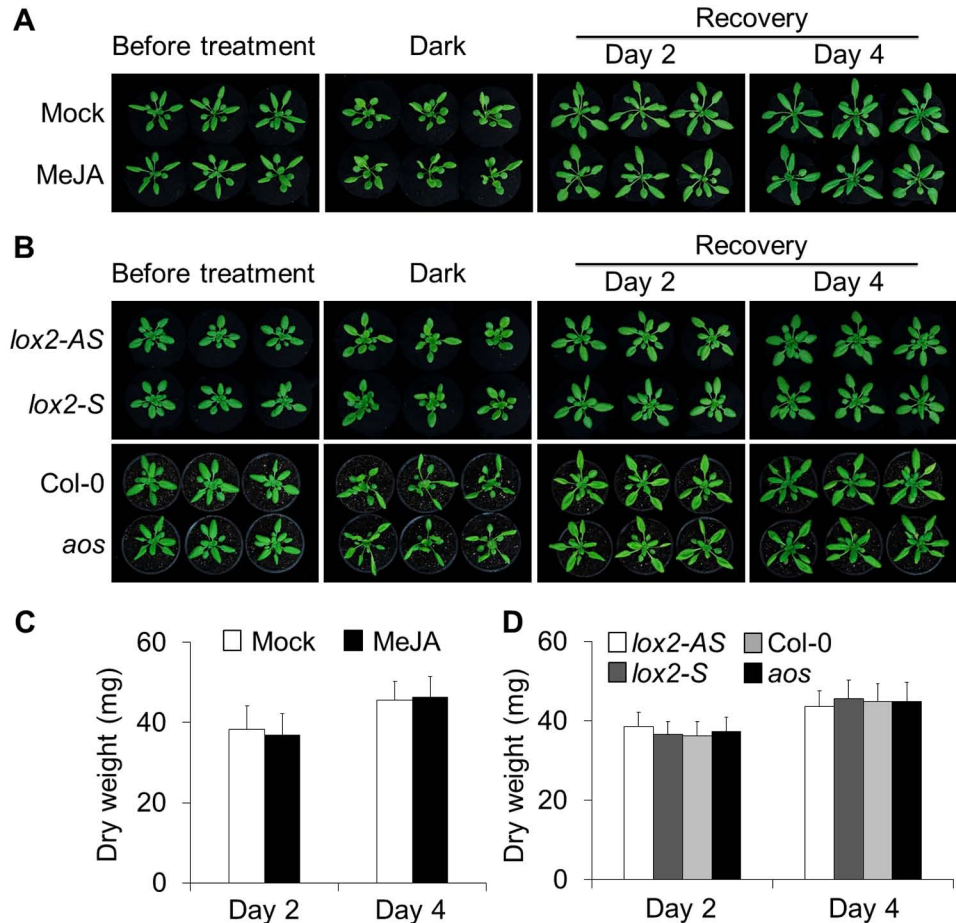 A
Recovery
Before treatment Dark Day 2 Day 4
Mock
MeJA
B
Recovery
Before treatment Dark Day 2 Day 4
lox2-AS
lox2-S
Col-0
aos
C
60
Mock MeJA
40
20
0
Dry weight (mg)
Day 2 Day 4
D
60
lox2-AS Col-0
lox2-S aos
40
20
0
Dry weight (mg)
Day 2 Day 4